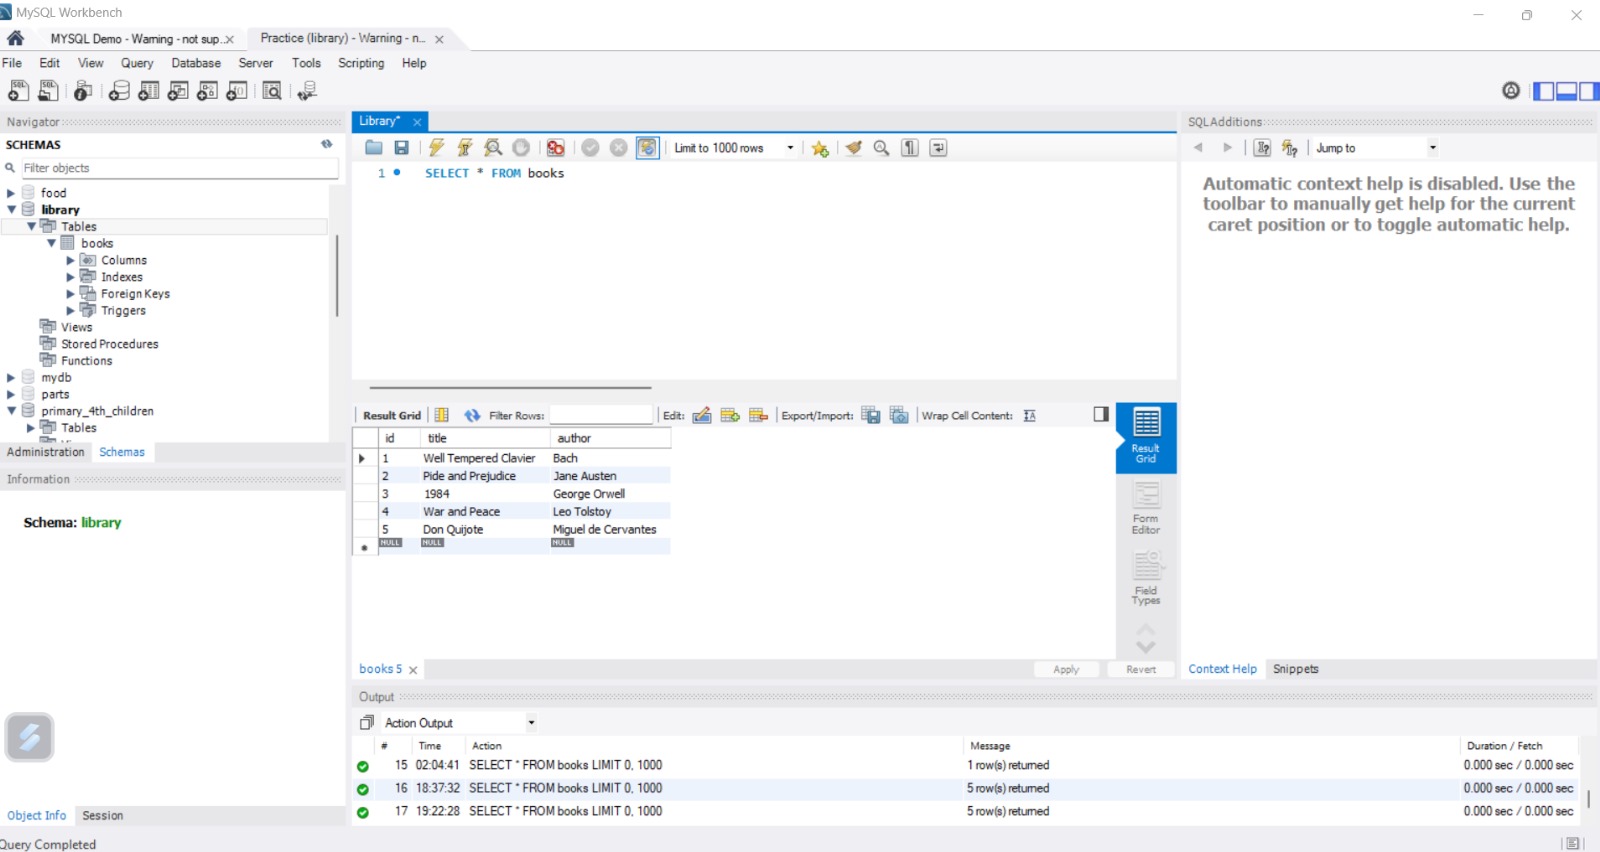 MySQL Workbench
MYSQL Demo - Warning - not sup... Practice (library) - Warning - n...
File Edit View Query Database Server Tools Scripting Help
Navigator
SCHEMAS
Filter objects
food
library
Tables
books
Columns
Indexes
Foreign Keys
Triggers
Views
Stored Procedures
Functions
mydb
parts
primary_4th_children
Tables
Administration Schemas
Information
Schema: library
Object Info Session
Query Completed
Library*
Limit to 1000 rows
1 SELECT * FROM books
Result Grid Filter Rows: Edit: Export/Import: Wrap Cell Content:
id title author
1 Well Tempered Clavier Bach
2 Pide and Prejudice Jane Austen
3 1984 George Orwell
4 War and Peace Leo Tolstoy
5 Don Quijote Miguel de Cervantes
NULL NULL NULL
Result
Grid
Form
Editor
Field
Types
books 5 Apply Revert
SQLAdditions
Jump to
Automatic context help is disabled. Use the
toolbar to manually get help for the current
caret position or to toggle automatic help.
Context Help Snippets
Output
Action Output
# Time Action Message Duration / Fetch
15 02:04:41 SELECT * FROM books LIMIT 0, 1000 1 row(s) returned 0.000 sec / 0.000 sec
16 18:37:32 SELECT * FROM books LIMIT 0, 1000 5 row(s) returned 0.000 sec / 0.000 sec
17 19:22:28 SELECT * FROM books LIMIT 0, 1000 5 row(s) returned 0.000 sec / 0.000 sec